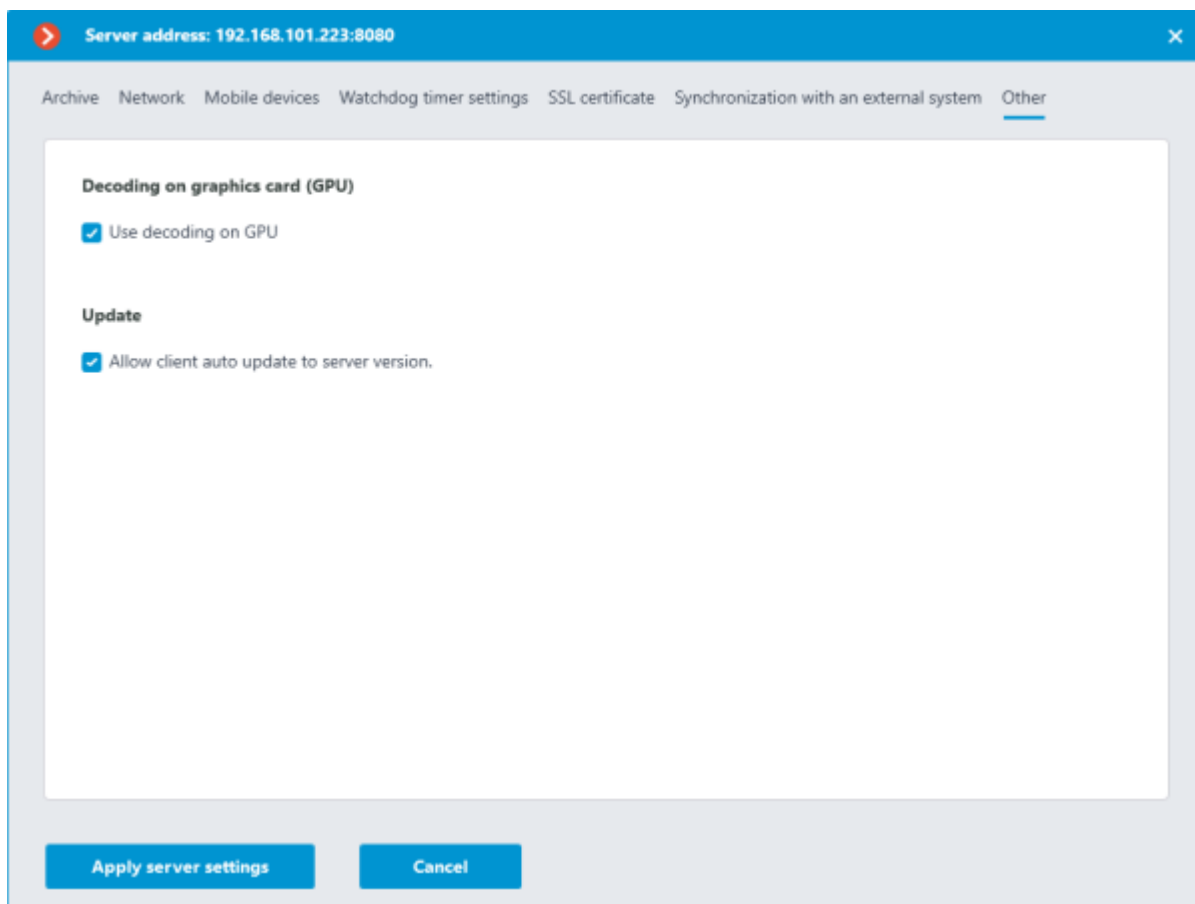 Server address: 192.168.101.223:8080
Archive Network Mobile devices Watchdog timer settings SSL certificate Synchronization with an external system Other
Decoding on graphics card (GPU)
Use decoding on GPU
Update
Allow client auto update to server version.
Apply server settings Cancel